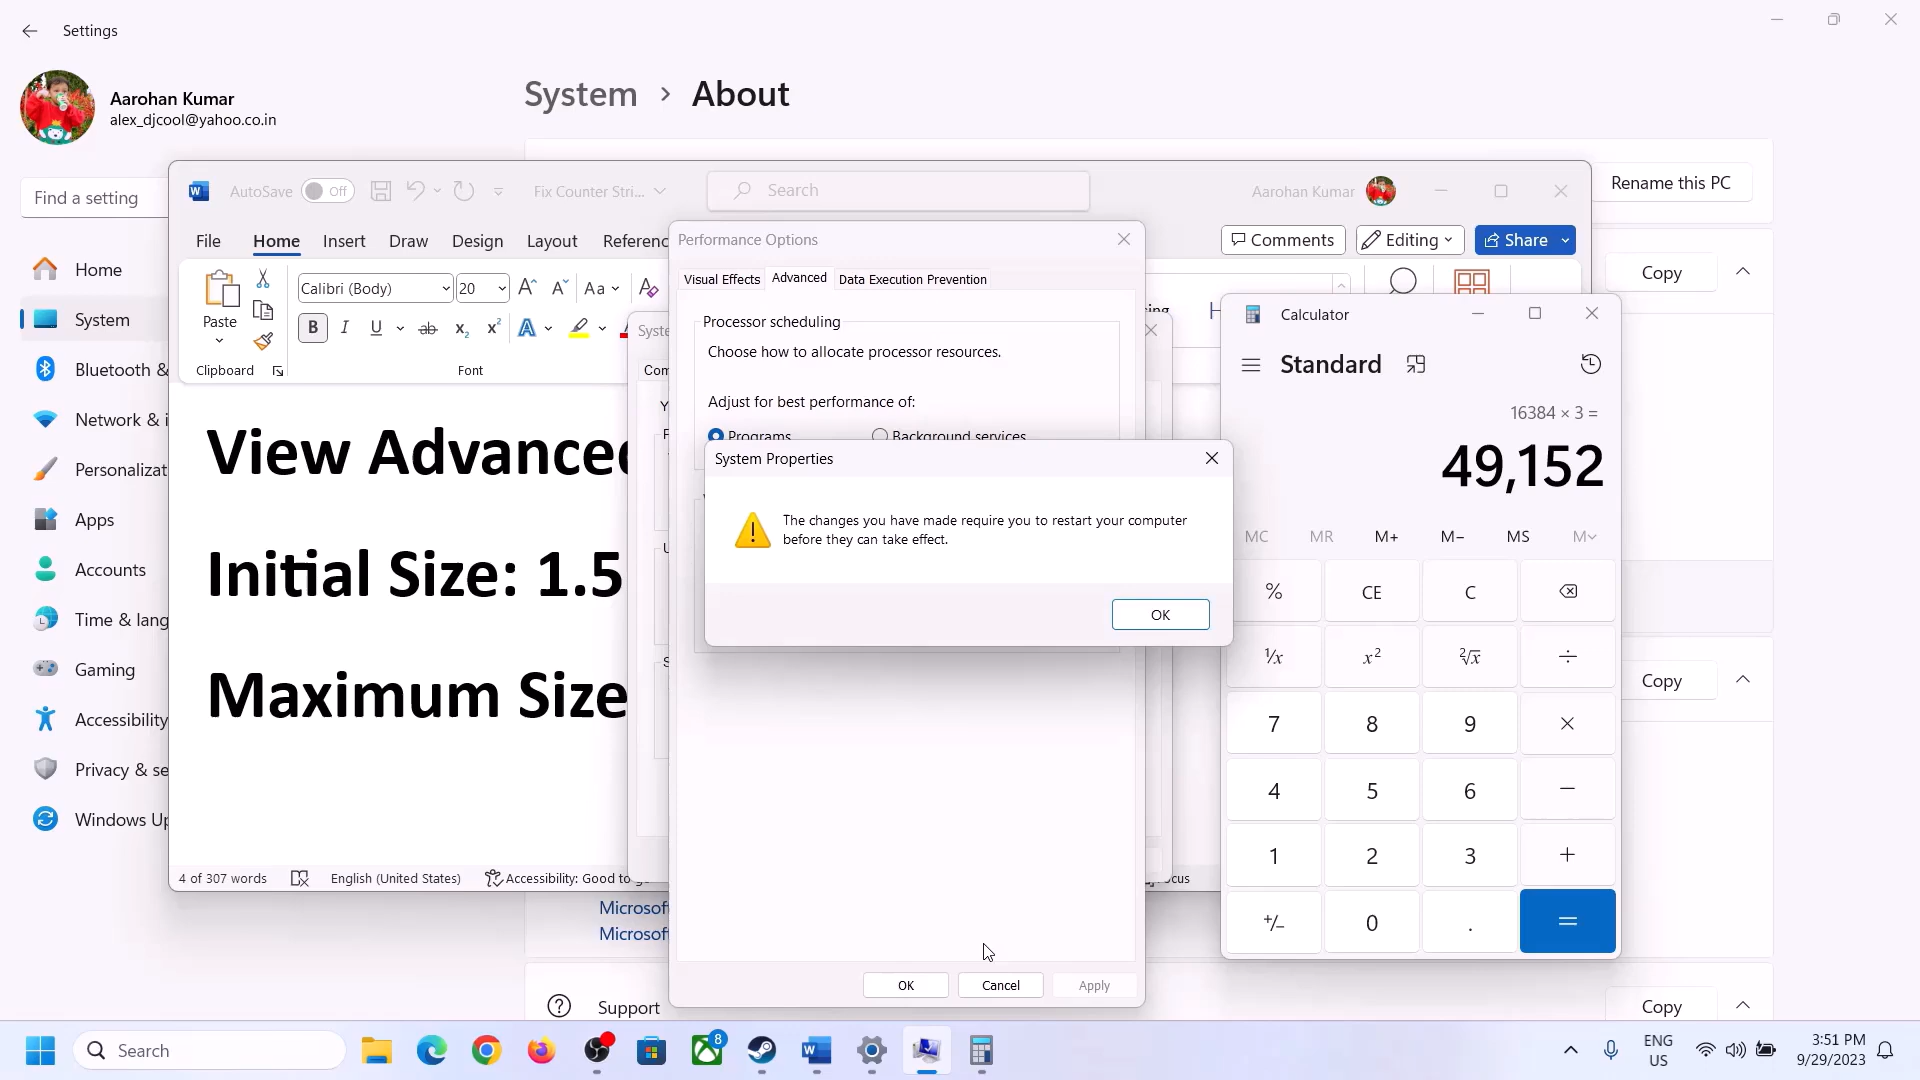 Settings
Aarohan Kumar
alex_djcool@yahoo.co.in
System > About
Find a setting
Home
System
Bluetooth &
Network & i
Personalizat
Apps
Accounts
Time & lang
Gaming
Accessibility
Privacy & se
Windows Up
Rename this PC
Copy
Copy
Copy
Support
Microsof
Microsof
AutoSave Off
Fix Counter Stri...
Search
Aarohan Kumar
File Home Insert Draw Design Layout Referenc
Comments Editing Share
Paste
Calibri (Body) 20
Clipboard
Font
View Advanced
Initial Size: 1.5
Maximum Size
4 of 307 words
English (United States)
Accessibility: Good to
Performance Options
Visual Effects Advanced Data Execution Prevention
Processor scheduling
Choose how to allocate processor resources.
Adjust for best performance of:
Programs Background services
OK Cancel Apply
Syste
Com
System Properties
The changes you have made require you to restart your computer
before they can take effect.
OK
Calculator
Standard
16384 × 3 =
49,152
MC MR M+ M− MS M
% CE C
¹/x x² ²√x ÷
7 8 9 ×
4 5 6 −
1 2 3 +
+/− 0 . =
Search
8
ENG
US
3:51 PM
9/29/2023